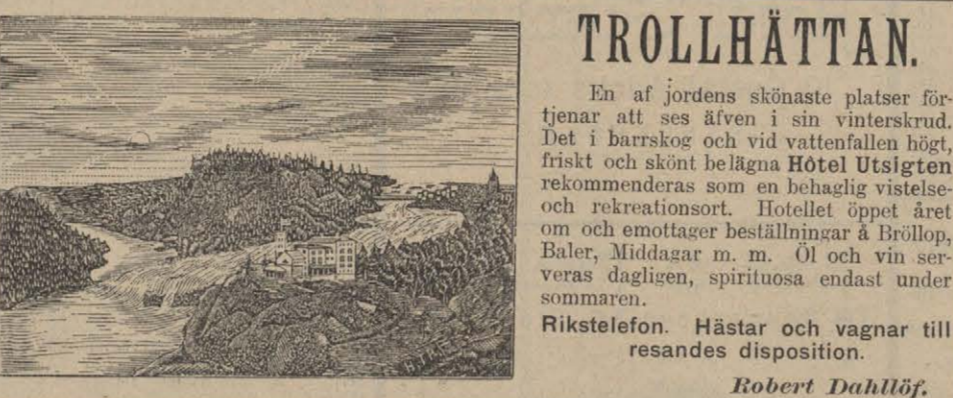 TROLLHÄTTAN.
En af jordens skönaste platser för-
tjenar att ses äfven i sin vinterskrud.
Det i barrskog och vid vattenfallen högt,
friskt och skönt belägna Hôtel Utsigten
rekommenderas som en behaglig vistelse-
och rekreationsort. Hotellet öppet året
om och emottager beställningar å Bröllop,
Baler, Middagar m. m. Öl och vin ser-
veras dagligen, spirituosa endast under
sommaren.
Rikstelefon. Hästar och vagnar till
resandes disposition.
Robert Dahllöf.